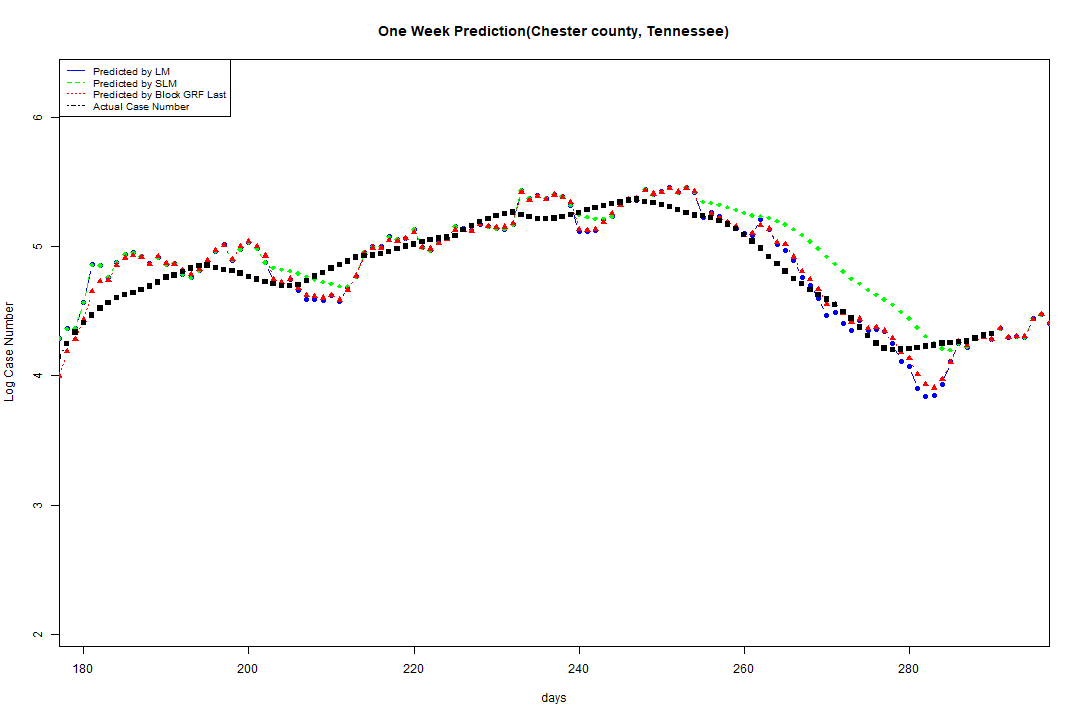 One Week Prediction(Chester county, Tennessee)
Predicted by LM
Predicted by SLM
Predicted by Block GRF Last
Actual Case Number
6
5
4
3
2
Log Case Number
180 200 220 240 260 280
days